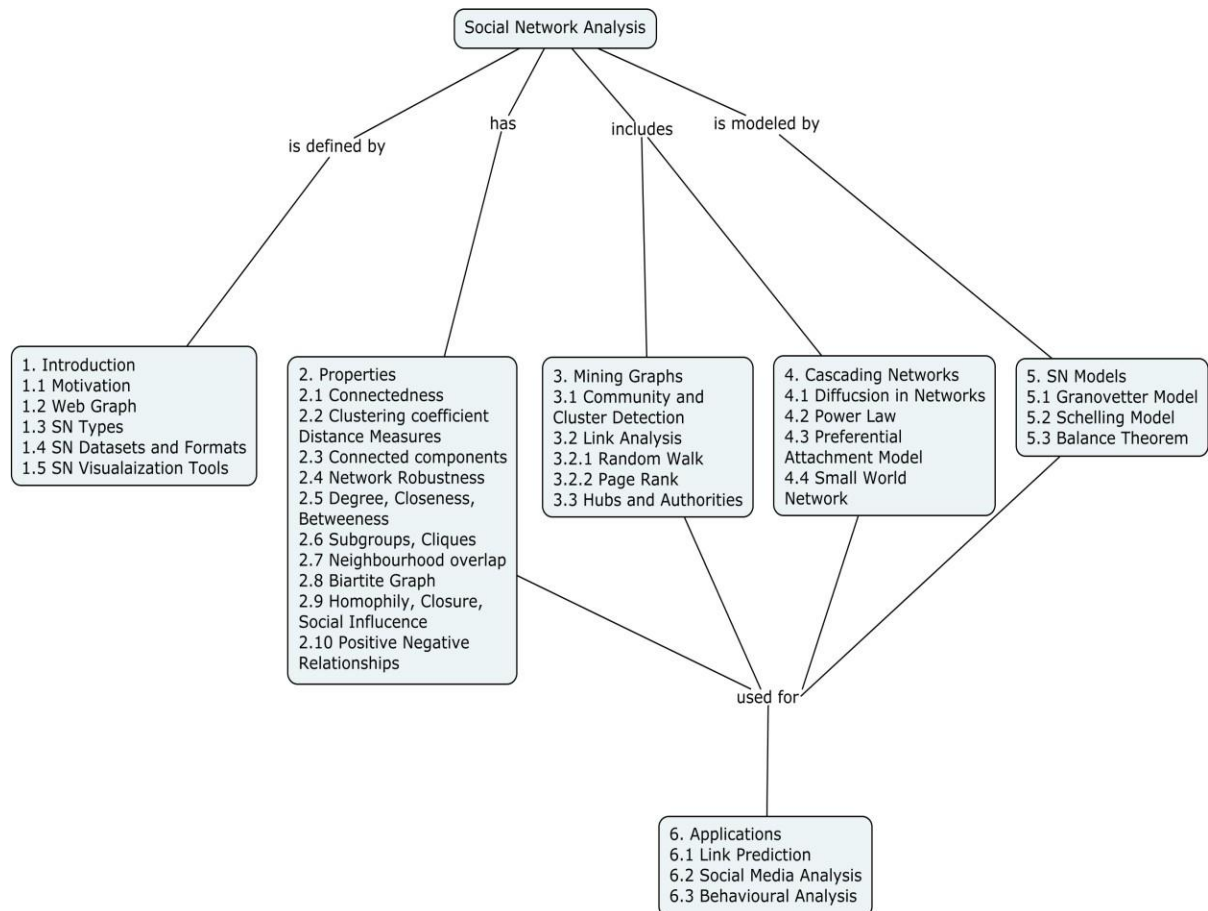 Social Network Analysis
is defined by
has
includes
is modeled by
1. Introduction
1.1 Motivation
1.2 Web Graph
1.3 SN Types
1.4 SN Datasets and Formats
1.5 SN Visualaization Tools
2. Properties
2.1 Connectedness
2.2 Clustering coefficient
Distance Measures
2.3 Connected components
2.4 Network Robustness
2.5 Degree, Closeness,
Betweeness
2.6 Subgroups, Cliques
2.7 Neighbourhood overlap
2.8 Biartite Graph
2.9 Homophily, Closure,
Social Influcence
2.10 Positive Negative
Relationships
3. Mining Graphs
3.1 Community and
Cluster Detection
3.2 Link Analysis
3.2.1 Random Walk
3.2.2 Page Rank
3.3 Hubs and Authorities
4. Cascading Networks
4.1 Diffucsion in Networks
4.2 Power Law
4.3 Preferential
Attachment Model
4.4 Small World
Network
5. SN Models
5.1 Granovetter Model
5.2 Schelling Model
5.3 Balance Theorem
used for
6. Applications
6.1 Link Prediction
6.2 Social Media Analysis
6.3 Behavioural Analysis